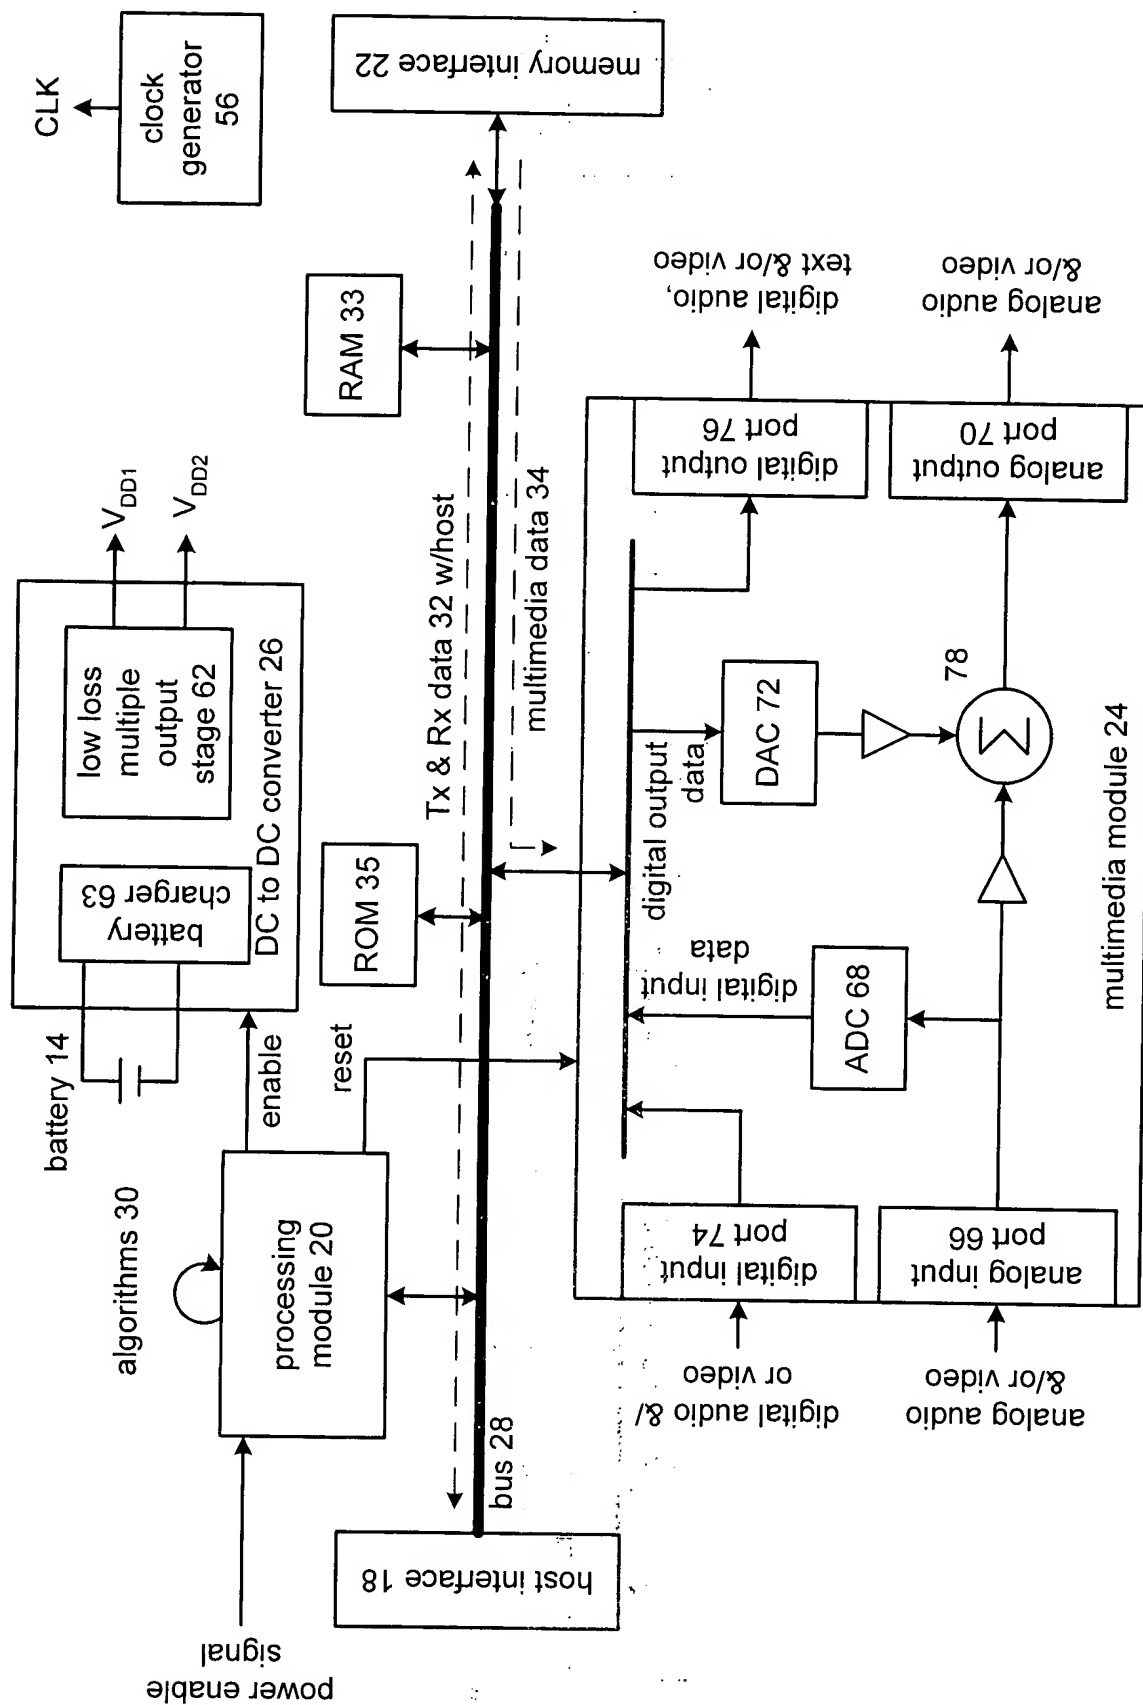 power enable
signal
algorithms 30
processing
module 20
battery 14
enable
reset
battery
charger 63
low loss
multiple
output
stage 62
DC to DC converter 26
VDD1
VDD2
CLK
clock
generator
56
host interface 18
bus 28
ROM 35
Tx & Rx data 32 w/host
multimedia data 34
RAM 33
memory interface 22
digital audio &/
or video
analog audio
&/or video
digital input
port 74
analog input
port 66
digital input
data
ADC 68
digital output
data
DAC 72
78
Σ
digital output
port 76
analog output
port 70
digital audio,
text &/or video
analog audio
&/or video
multimedia module 24